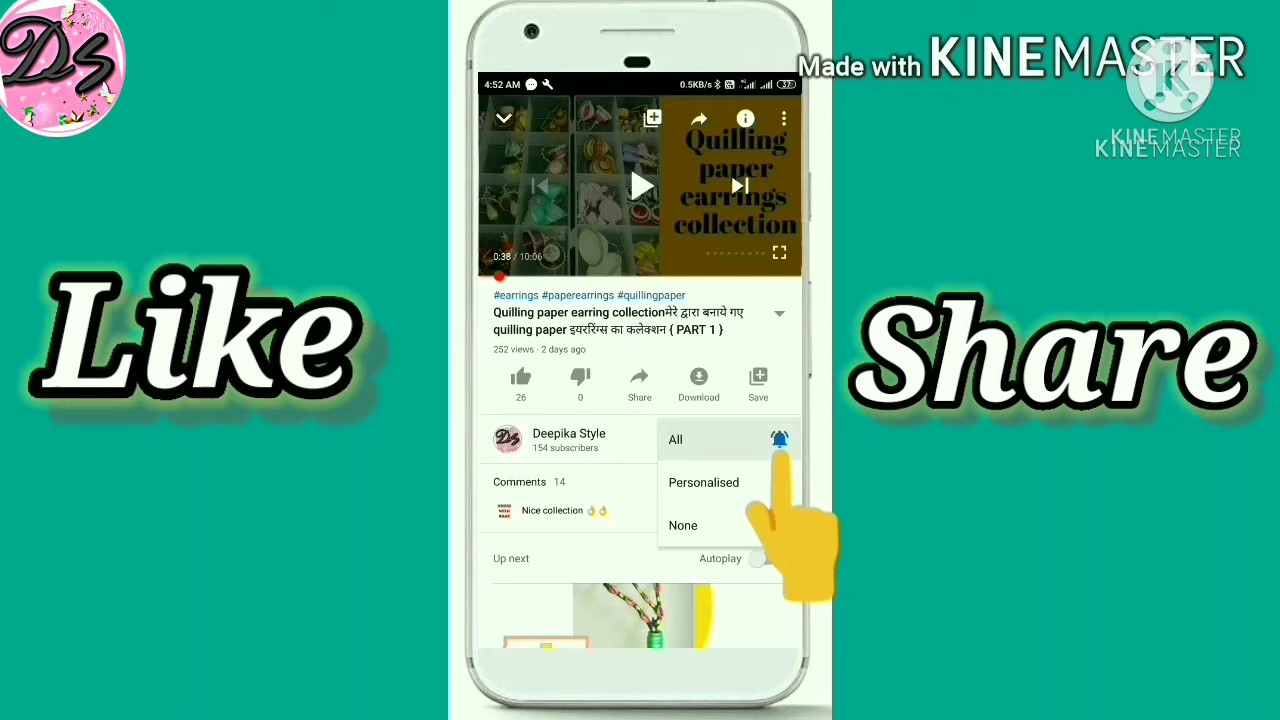 Ds
Made with KINEMASTER
K
KINEMASTER
KINEMASTER
4:52 AM
0.5KB/s
37
Quilling
paper
earrings
collection
0:38 / 10:06
#earrings #paperearrings #quillingpaper
Quilling paper earring collectionमेरे द्वारा बनाये गए
quilling paper इयररिंग्स का कलेक्शन { PART 1 }
252 views · 2 days ago
26
0
Share
Download
Save
Like
Share
Ds
Deepika Style
154 subscribers
All
Personalised
None
Comments 14
Nice collection 👌👌
Up next
Autoplay